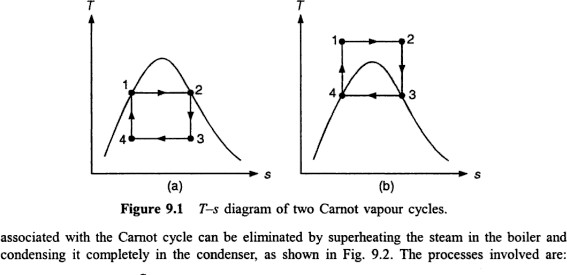 T
T
1
2
1
2
4
3
4
3
s
s
(a)
(b)
Figure 9.1 T–s diagram of two Carnot vapour cycles.
associated with the Carnot cycle can be eliminated by superheating the steam in the boiler and
condensing it completely in the condenser, as shown in Fig. 9.2. The processes involved are: